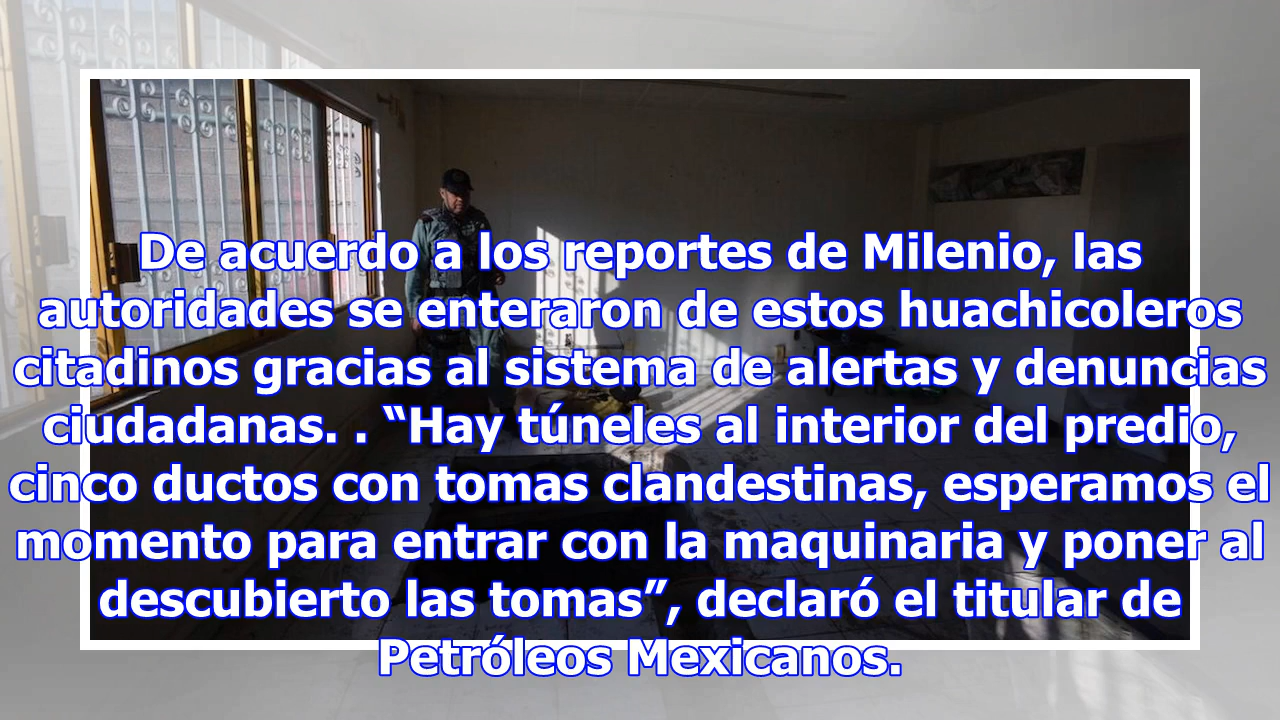 De acuerdo a los reportes de Milenio, las
autoridades se enteraron de estos huachicoleros
citadinos gracias al sistema de alertas y denuncias
ciudadanas. . “Hay túneles al interior del predio,
cinco ductos con tomas clandestinas, esperamos el
momento para entrar con la maquinaria y poner al
descubierto las tomas”, declaró el titular de
Petróleos Mexicanos.